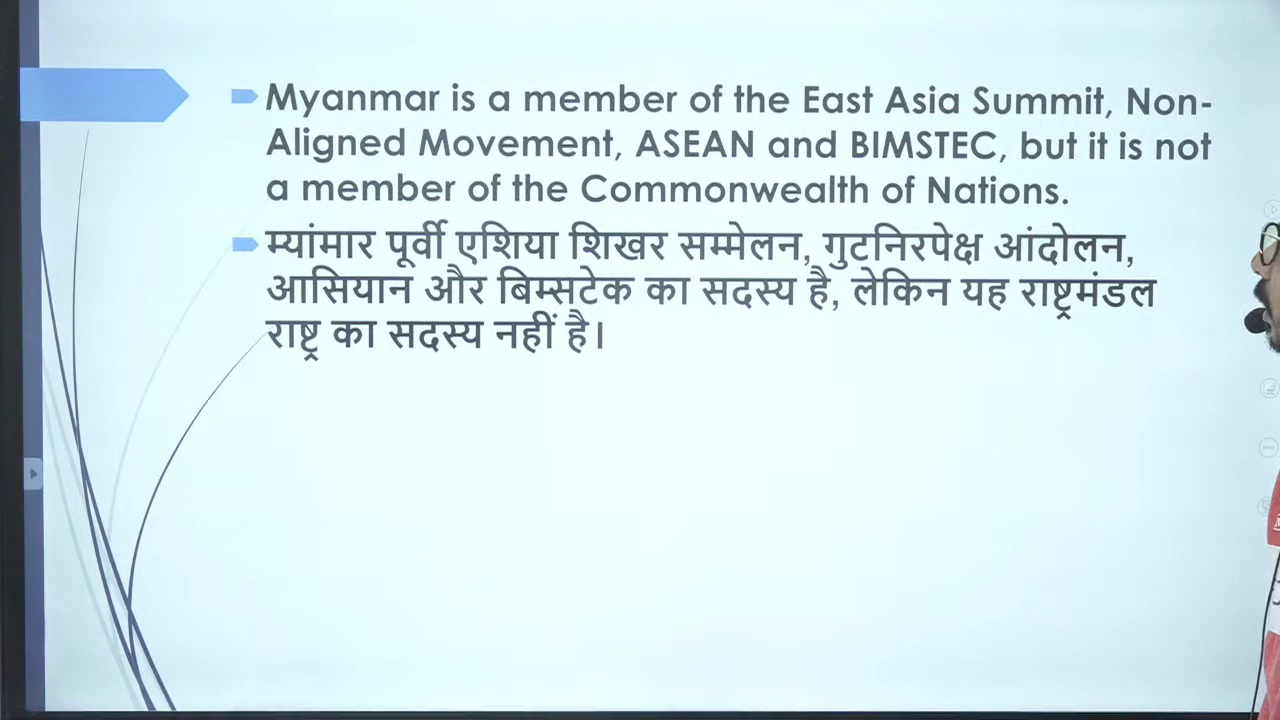 Myanmar is a member of the East Asia Summit, Non-
Aligned Movement, ASEAN and BIMSTEC, but it is not
a member of the Commonwealth of Nations.
म्यांमार पूर्वी एशिया शिखर सम्मेलन, गुटनिरपेक्ष आंदोलन,
आसियान और बिम्सटेक का सदस्य है, लेकिन यह राष्ट्रमंडल
राष्ट्र का सदस्य नहीं है।